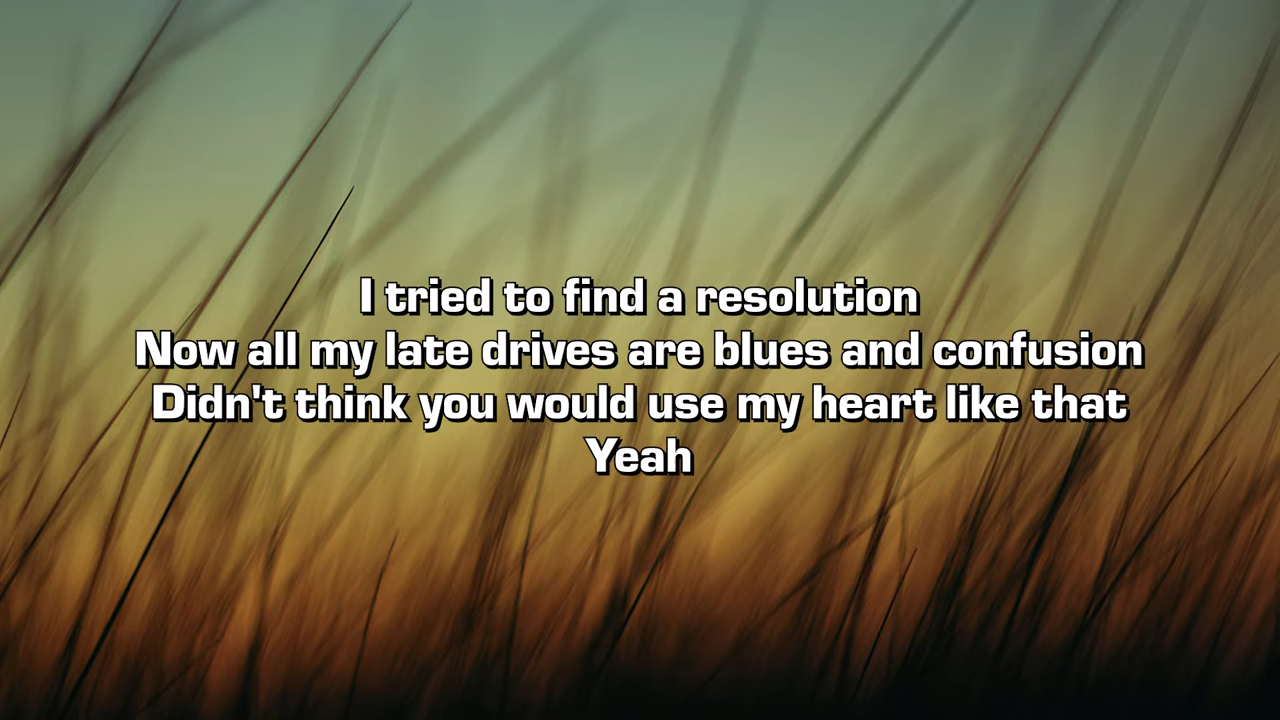 I tried to find a resolution
Now all my late drives are blues and confusion
Didn't think you would use my heart like that
Yeah